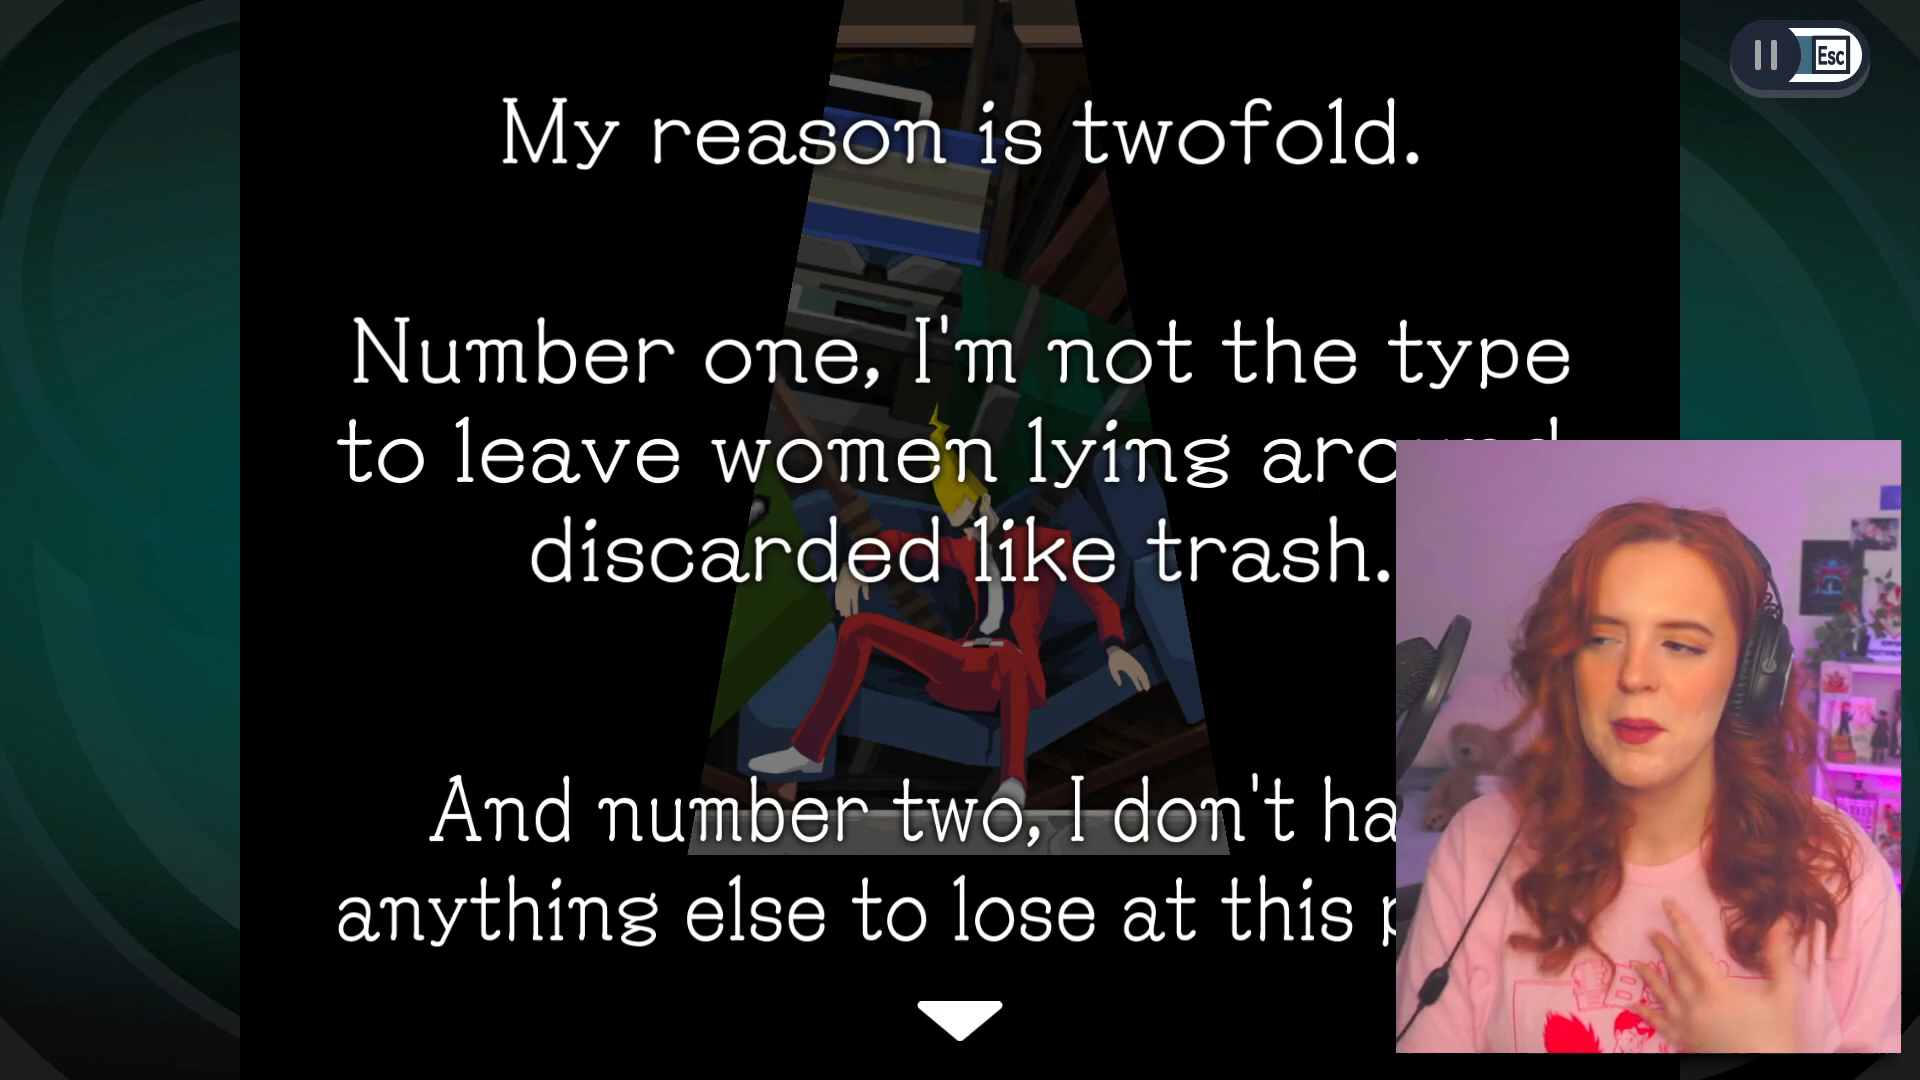 Esc
My reason is twofold.
Number one, I'm not the type
to leave women lying
discarded like trash.
And number two, I don't
anything else to lose at this